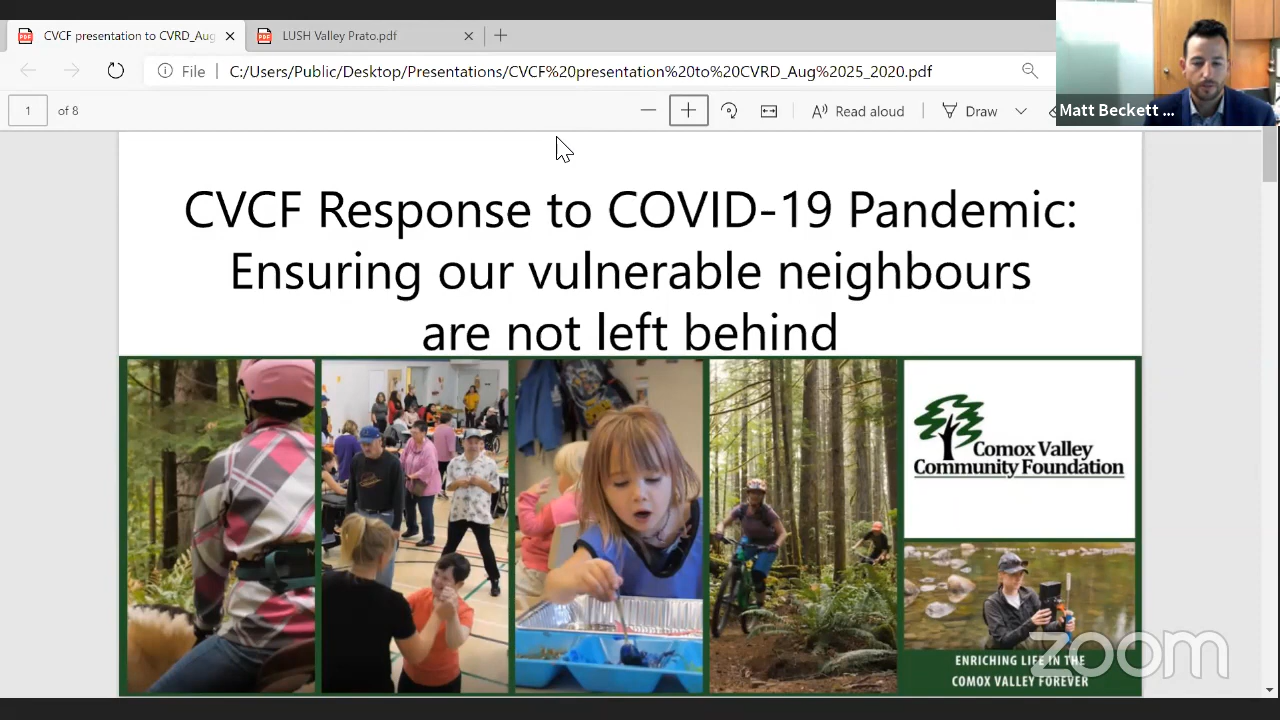 CVCF presentation to CVRD_Aug
LUSH Valley Prato.pdf
File
C:/Users/Public/Desktop/Presentations/CVCF%20presentation%20to%20CVRD_Aug%2025_2020.pdf
1
of 8
Read aloud
Draw
Matt Beckett ...
CVCF Response to COVID-19 Pandemic:
Ensuring our vulnerable neighbours
are not left behind
Comox Valley
Community Foundation
ENRICHING LIFE IN THE
COMOX VALLEY FOREVER
zoom